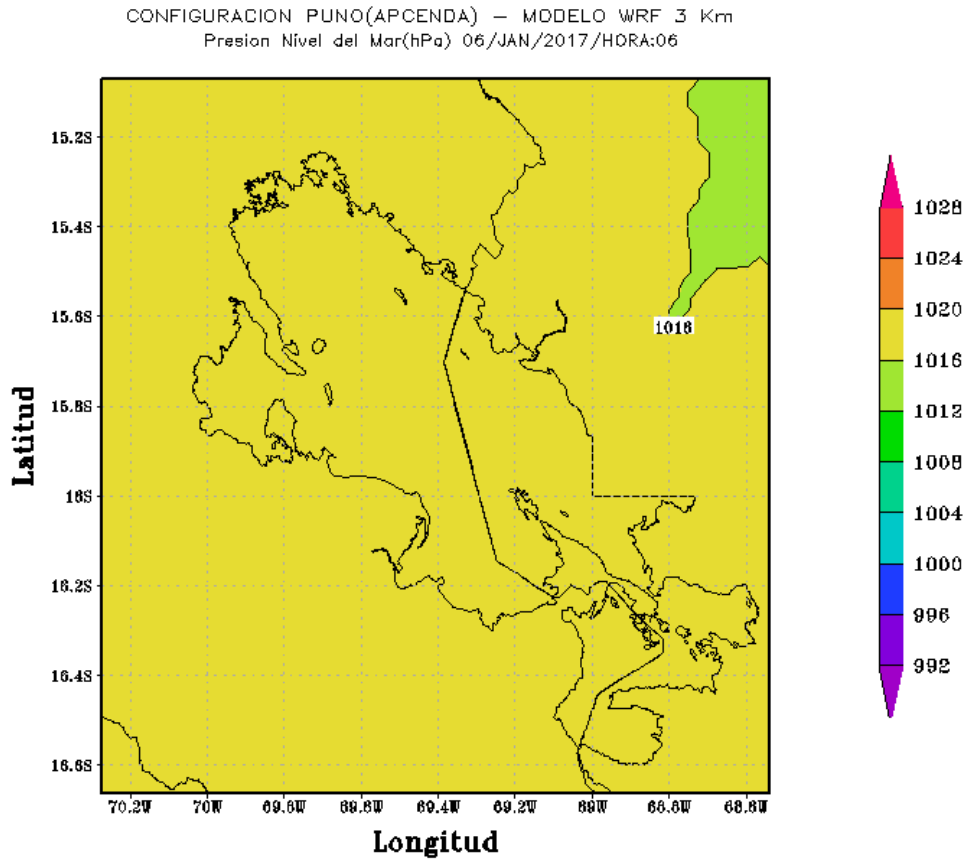 CONFIGURACION PUNO(APCENDA) – MODELO WRF 3 Km
Presion Nivel del Mar(hPa) 06/JAN/2017/HORA:06
15.2S
15.4S
15.6S
15.8S
16S
16.2S
16.4S
16.6S
Latitud
1016
70.2W 70W 69.8W 69.6W 69.4W 69.2W 69W 68.8W 68.6W
Longitud
1028
1024
1020
1016
1012
1008
1004
1000
996
992